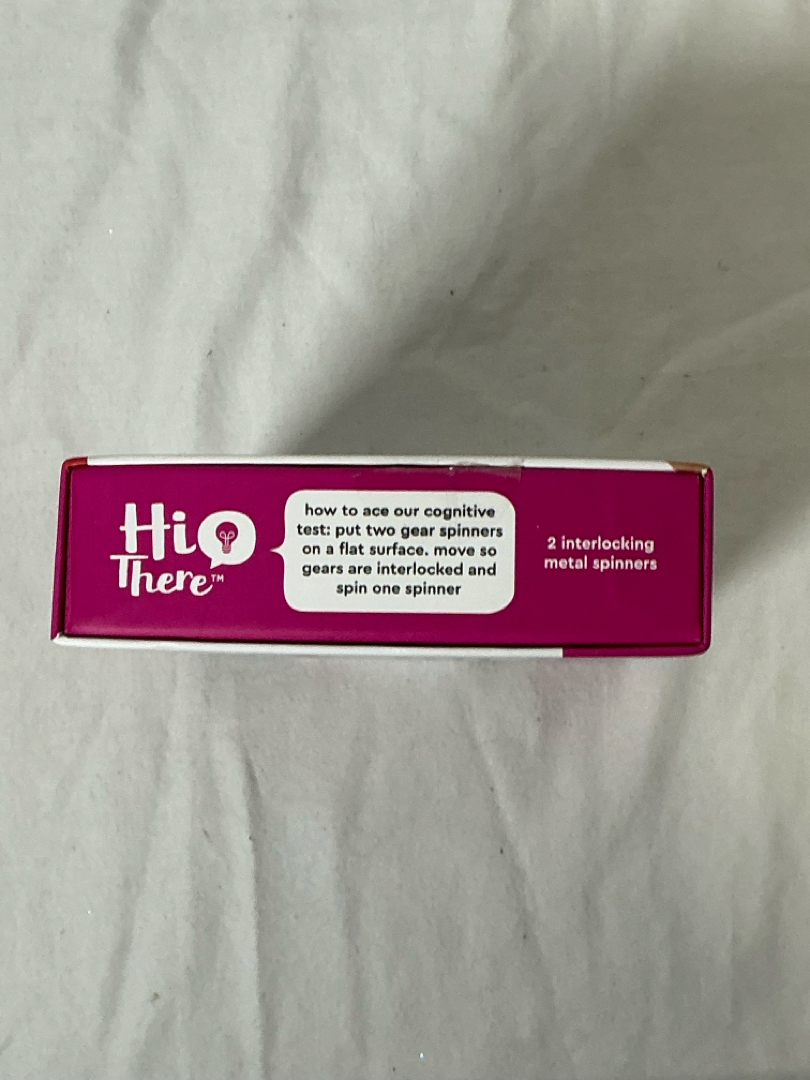 Hi
There™
how to ace our cognitive
test: put two gear spinners
on a flat surface. move so
gears are interlocked and
spin one spinner
2 interlocking
metal spinners